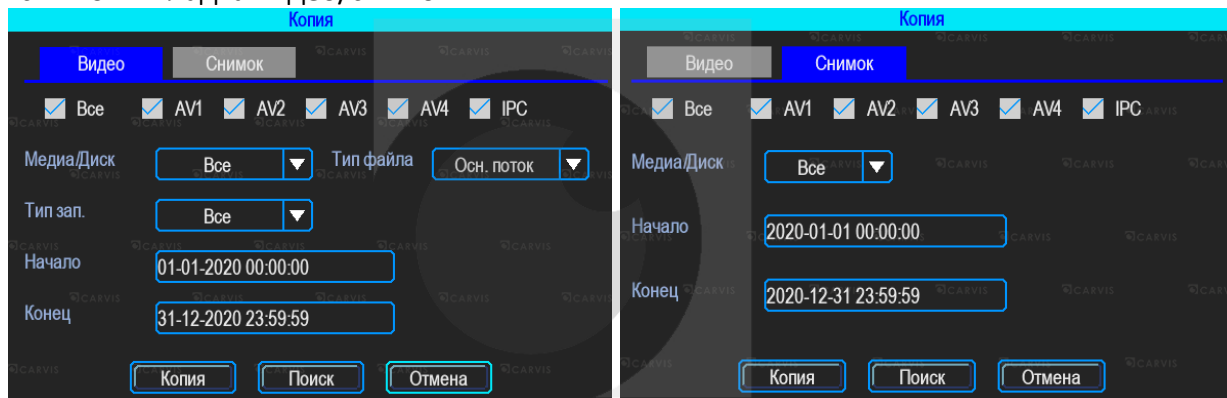 Копия
Видео Снимок
Все AV1 AV2 AV3 AV4 IPC
Медиа/Диск Все Тип файла Осн. поток
Тип зап. Все
Начало 01-01-2020 00:00:00
Конец 31-12-2020 23:59:59
Копия Поиск Отмена
Копия
Видео Снимок
Все AV1 AV2 AV3 AV4 IPC
Медиа/Диск Все
Начало 2020-01-01 00:00:00
Конец 2020-12-31 23:59:59
Копия Поиск Отмена
CARVIS